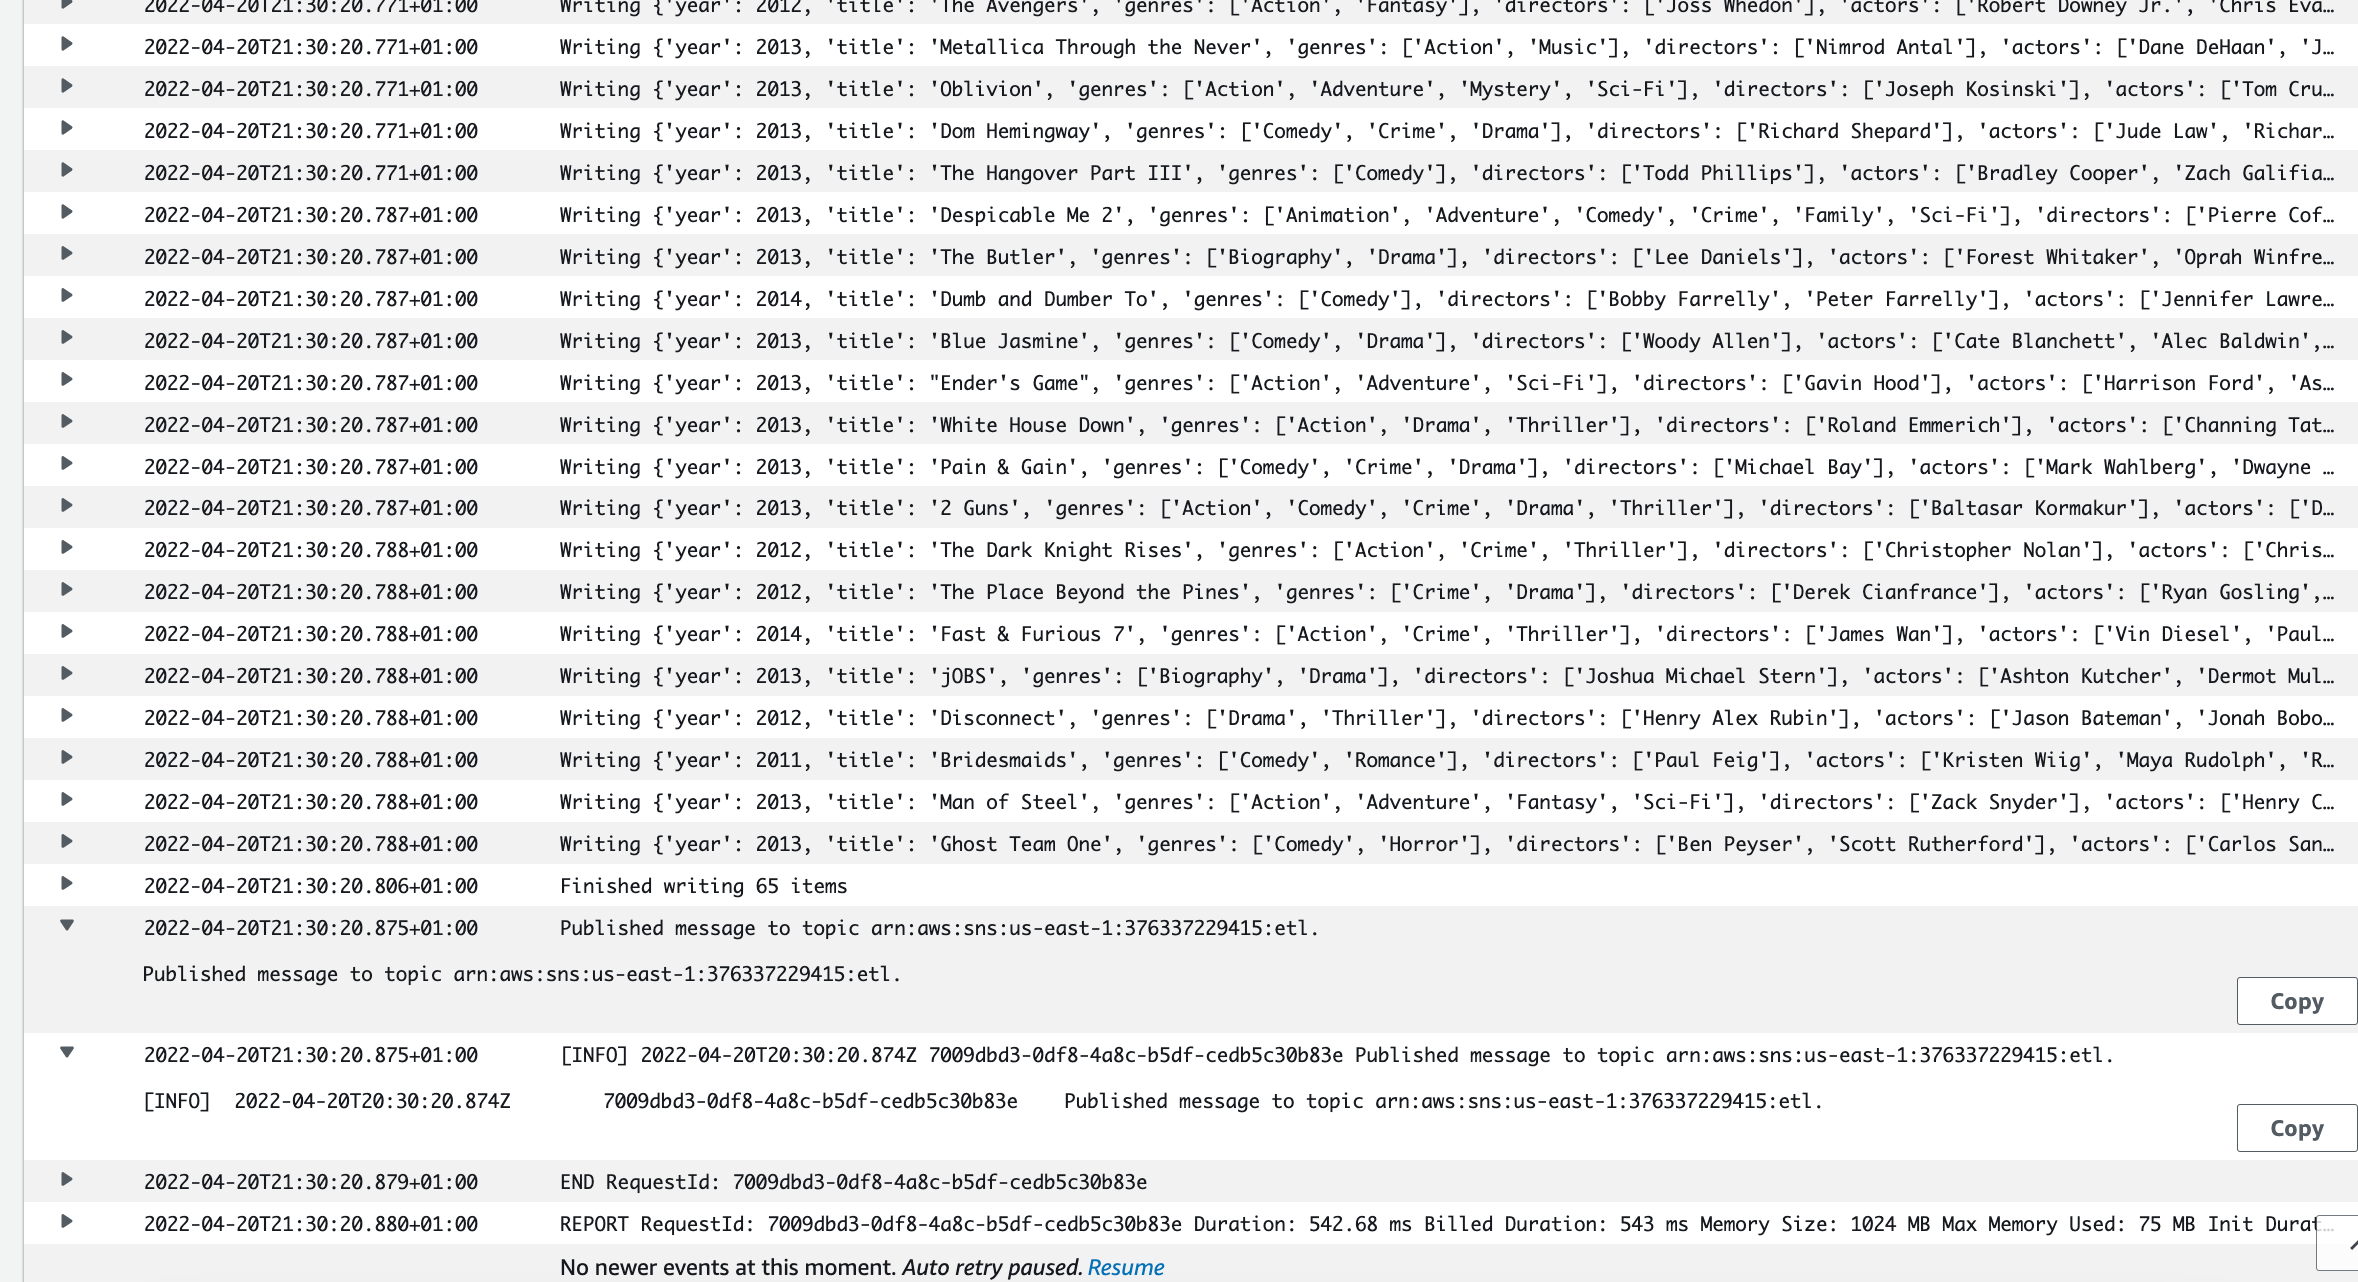 2022-04-20T21:30:20.771+01:00 Writing {'year': 2012, 'title': 'The Avengers', 'genres': ['Action', 'Fantasy'], 'directors': ['Joss Whedon'], 'actors': ['Robert Downey Jr.', 'Chris Eva…
2022-04-20T21:30:20.771+01:00 Writing {'year': 2013, 'title': 'Metallica Through the Never', 'genres': ['Action', 'Music'], 'directors': ['Nimrod Antal'], 'actors': ['Dane DeHaan', 'J…
2022-04-20T21:30:20.771+01:00 Writing {'year': 2013, 'title': 'Oblivion', 'genres': ['Action', 'Adventure', 'Mystery', 'Sci-Fi'], 'directors': ['Joseph Kosinski'], 'actors': ['Tom Cru…
2022-04-20T21:30:20.771+01:00 Writing {'year': 2013, 'title': 'Dom Hemingway', 'genres': ['Comedy', 'Crime', 'Drama'], 'directors': ['Richard Shepard'], 'actors': ['Jude Law', 'Richar…
2022-04-20T21:30:20.771+01:00 Writing {'year': 2013, 'title': 'The Hangover Part III', 'genres': ['Comedy'], 'directors': ['Todd Phillips'], 'actors': ['Bradley Cooper', 'Zach Galifia…
2022-04-20T21:30:20.787+01:00 Writing {'year': 2013, 'title': 'Despicable Me 2', 'genres': ['Animation', 'Adventure', 'Comedy', 'Crime', 'Family', 'Sci-Fi'], 'directors': ['Pierre Cof…
2022-04-20T21:30:20.787+01:00 Writing {'year': 2013, 'title': 'The Butler', 'genres': ['Biography', 'Drama'], 'directors': ['Lee Daniels'], 'actors': ['Forest Whitaker', 'Oprah Winfre…
2022-04-20T21:30:20.787+01:00 Writing {'year': 2014, 'title': 'Dumb and Dumber To', 'genres': ['Comedy'], 'directors': ['Bobby Farrelly', 'Peter Farrelly'], 'actors': ['Jennifer Lawre…
2022-04-20T21:30:20.787+01:00 Writing {'year': 2013, 'title': 'Blue Jasmine', 'genres': ['Comedy', 'Drama'], 'directors': ['Woody Allen'], 'actors': ['Cate Blanchett', 'Alec Baldwin',…
2022-04-20T21:30:20.787+01:00 Writing {'year': 2013, 'title': "Ender's Game", 'genres': ['Action', 'Adventure', 'Sci-Fi'], 'directors': ['Gavin Hood'], 'actors': ['Harrison Ford', 'As…
2022-04-20T21:30:20.787+01:00 Writing {'year': 2013, 'title': 'White House Down', 'genres': ['Action', 'Drama', 'Thriller'], 'directors': ['Roland Emmerich'], 'actors': ['Channing Tat…
2022-04-20T21:30:20.787+01:00 Writing {'year': 2013, 'title': 'Pain & Gain', 'genres': ['Comedy', 'Crime', 'Drama'], 'directors': ['Michael Bay'], 'actors': ['Mark Wahlberg', 'Dwayne …
2022-04-20T21:30:20.787+01:00 Writing {'year': 2013, 'title': '2 Guns', 'genres': ['Action', 'Comedy', 'Crime', 'Drama', 'Thriller'], 'directors': ['Baltasar Kormakur'], 'actors': ['D…
2022-04-20T21:30:20.788+01:00 Writing {'year': 2012, 'title': 'The Dark Knight Rises', 'genres': ['Action', 'Crime', 'Thriller'], 'directors': ['Christopher Nolan'], 'actors': ['Chris…
2022-04-20T21:30:20.788+01:00 Writing {'year': 2012, 'title': 'The Place Beyond the Pines', 'genres': ['Crime', 'Drama'], 'directors': ['Derek Cianfrance'], 'actors': ['Ryan Gosling',…
2022-04-20T21:30:20.788+01:00 Writing {'year': 2014, 'title': 'Fast & Furious 7', 'genres': ['Action', 'Crime', 'Thriller'], 'directors': ['James Wan'], 'actors': ['Vin Diesel', 'Paul…
2022-04-20T21:30:20.788+01:00 Writing {'year': 2013, 'title': 'jOBS', 'genres': ['Biography', 'Drama'], 'directors': ['Joshua Michael Stern'], 'actors': ['Ashton Kutcher', 'Dermot Mul…
2022-04-20T21:30:20.788+01:00 Writing {'year': 2012, 'title': 'Disconnect', 'genres': ['Drama', 'Thriller'], 'directors': ['Henry Alex Rubin'], 'actors': ['Jason Bateman', 'Jonah Bobo…
2022-04-20T21:30:20.788+01:00 Writing {'year': 2011, 'title': 'Bridesmaids', 'genres': ['Comedy', 'Romance'], 'directors': ['Paul Feig'], 'actors': ['Kristen Wiig', 'Maya Rudolph', 'R…
2022-04-20T21:30:20.788+01:00 Writing {'year': 2013, 'title': 'Man of Steel', 'genres': ['Action', 'Adventure', 'Fantasy', 'Sci-Fi'], 'directors': ['Zack Snyder'], 'actors': ['Henry C…
2022-04-20T21:30:20.788+01:00 Writing {'year': 2013, 'title': 'Ghost Team One', 'genres': ['Comedy', 'Horror'], 'directors': ['Ben Peyser', 'Scott Rutherford'], 'actors': ['Carlos San…
2022-04-20T21:30:20.806+01:00 Finished writing 65 items
2022-04-20T21:30:20.875+01:00 Published message to topic arn:aws:sns:us-east-1:376337229415:etl.
Published message to topic arn:aws:sns:us-east-1:376337229415:etl.
Copy
2022-04-20T21:30:20.875+01:00 [INFO] 2022-04-20T20:30:20.874Z 7009dbd3-0df8-4a8c-b5df-cedb5c30b83e Published message to topic arn:aws:sns:us-east-1:376337229415:etl.
[INFO] 2022-04-20T20:30:20.874Z 7009dbd3-0df8-4a8c-b5df-cedb5c30b83e Published message to topic arn:aws:sns:us-east-1:376337229415:etl.
Copy
2022-04-20T21:30:20.879+01:00 END RequestId: 7009dbd3-0df8-4a8c-b5df-cedb5c30b83e
2022-04-20T21:30:20.880+01:00 REPORT RequestId: 7009dbd3-0df8-4a8c-b5df-cedb5c30b83e Duration: 542.68 ms Billed Duration: 543 ms Memory Size: 1024 MB Max Memory Used: 75 MB Init Durat…
No newer events at this moment. Auto retry paused. Resume